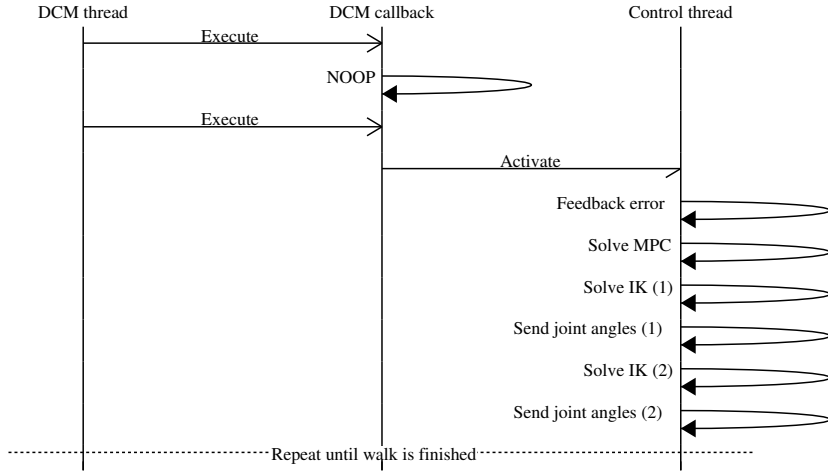 DCM thread
DCM callback
Control thread
Execute
NOOP
Execute
Activate
Feedback error
Solve MPC
Solve IK (1)
Send joint angles (1)
Solve IK (2)
Send joint angles (2)
Repeat until walk is finished